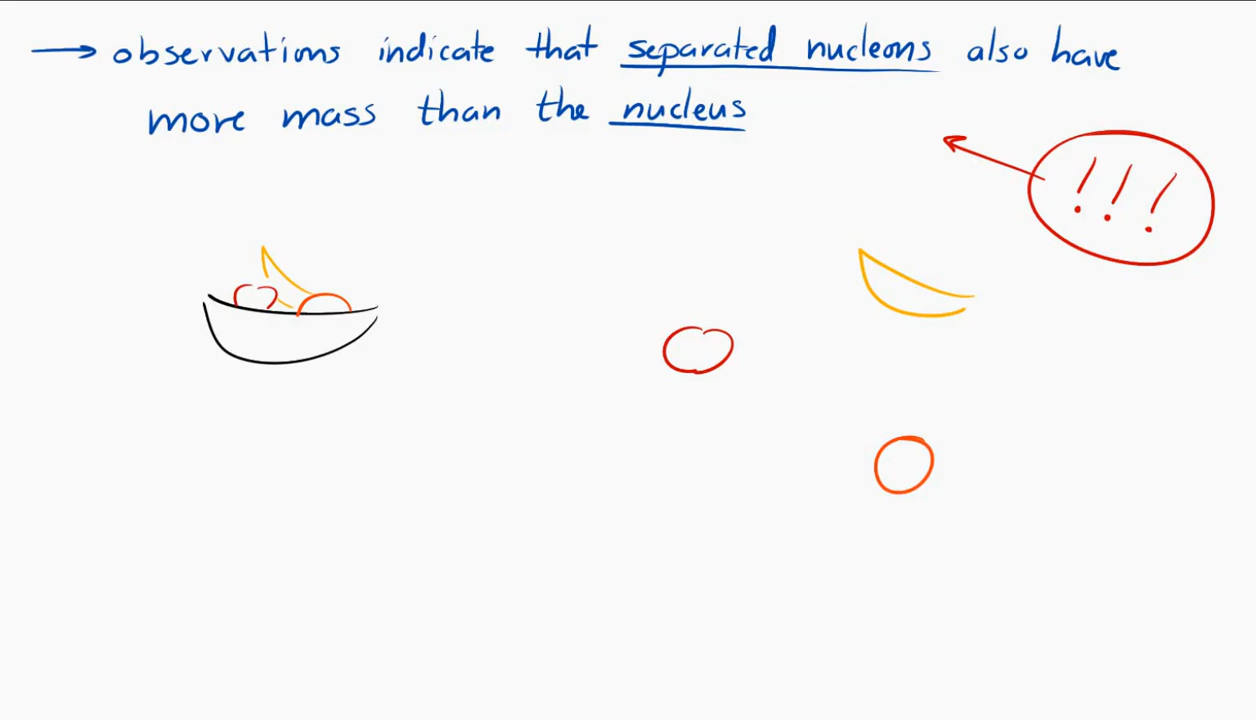 → observations indicate that separated nucleons also have
more mass than the nucleus
!!!